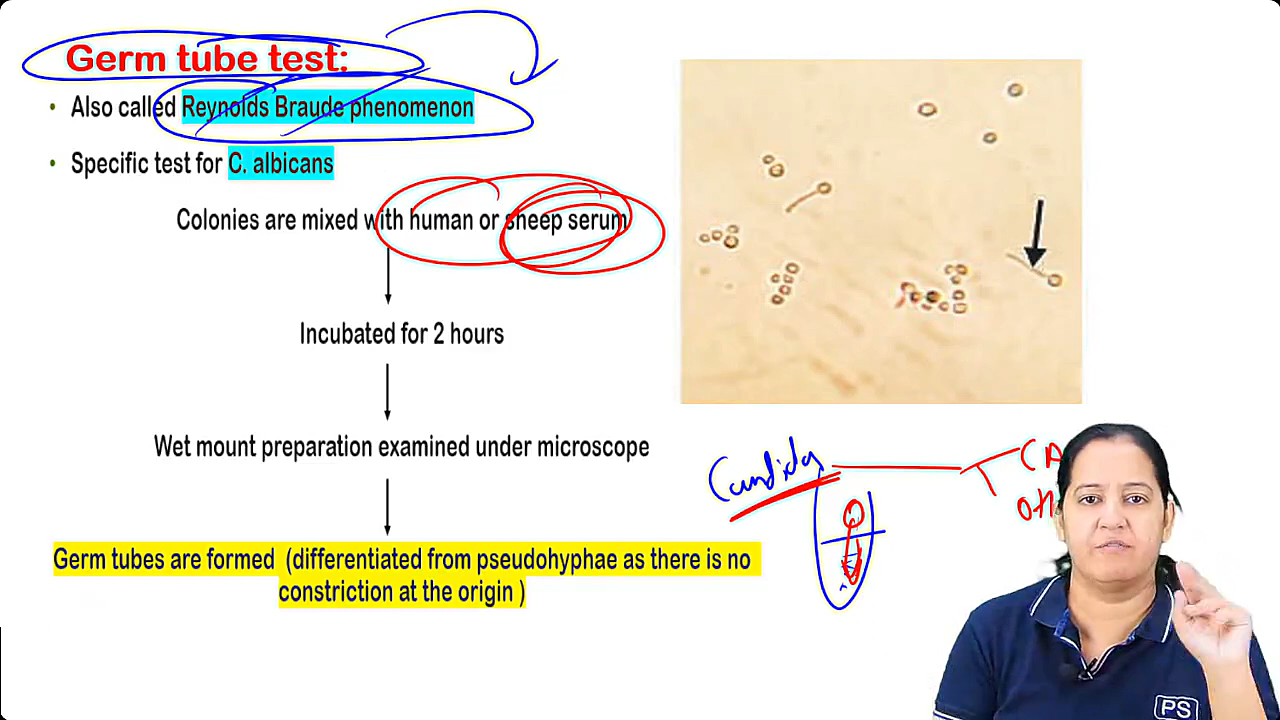 Germ tube test:
• Also called Reynolds Braude phenomenon
• Specific test for C. albicans
Colonies are mixed with human or sheep serum
Incubated for 2 hours
Wet mount preparation examined under microscope
Candida
Germ tubes are formed (differentiated from pseudohyphae as there is no
constriction at the origin )
PS